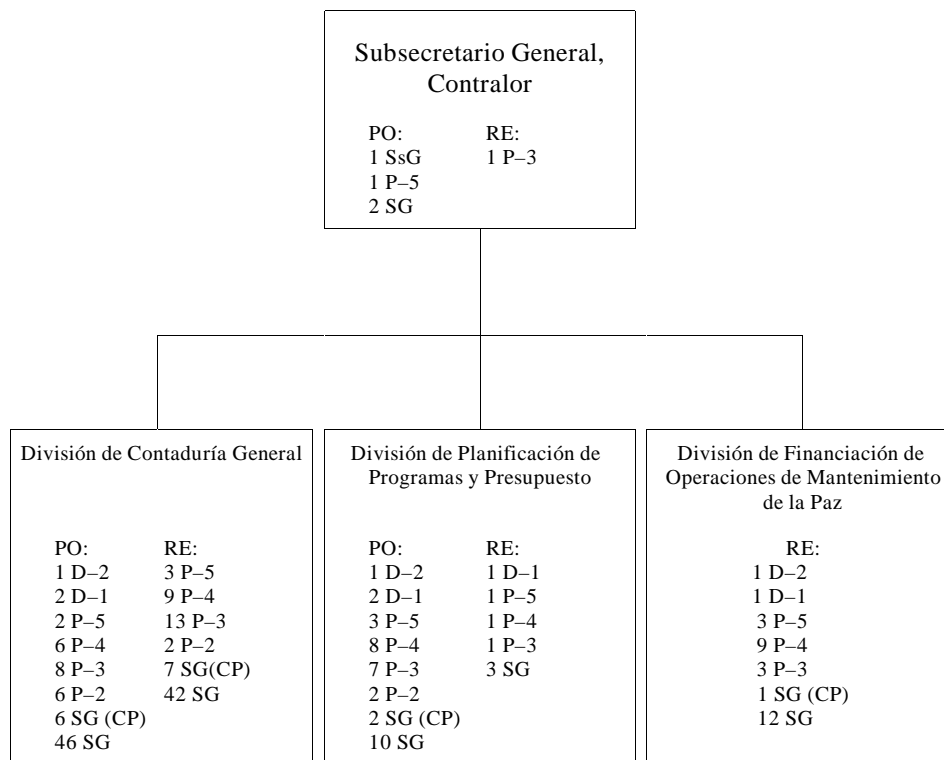 Subsecretario General,
Contralor
PO: RE:
1 SsG 1 P–3
1 P–5
2 SG
División de Contaduría General
PO: RE:
1 D–2 3 P–5
2 D–1 9 P–4
2 P–5 13 P–3
6 P–4 2 P–2
8 P–3 7 SG(CP)
6 P–2 42 SG
6 SG (CP)
46 SG
División de Planificación de
Programas y Presupuesto
PO: RE:
1 D–2 1 D–1
2 D–1 1 P–5
3 P–5 1 P–4
8 P–4 1 P–3
7 P–3 3 SG
2 P–2
2 SG (CP)
10 SG
División de Financiación de
Operaciones de Mantenimiento
de la Paz
RE:
1 D–2
1 D–1
3 P–5
9 P–4
3 P–3
1 SG (CP)
12 SG